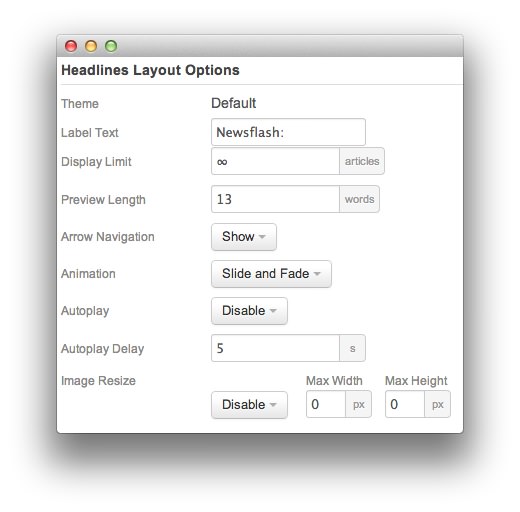 Headlines Layout Options
Theme Default
Label Text Newsflash:
Display Limit ∞ articles
Preview Length 13 words
Arrow Navigation Show
Animation Slide and Fade
Autoplay Disable
Autoplay Delay 5 s
Image Resize Max Width Max Height
Disable 0 px 0 px